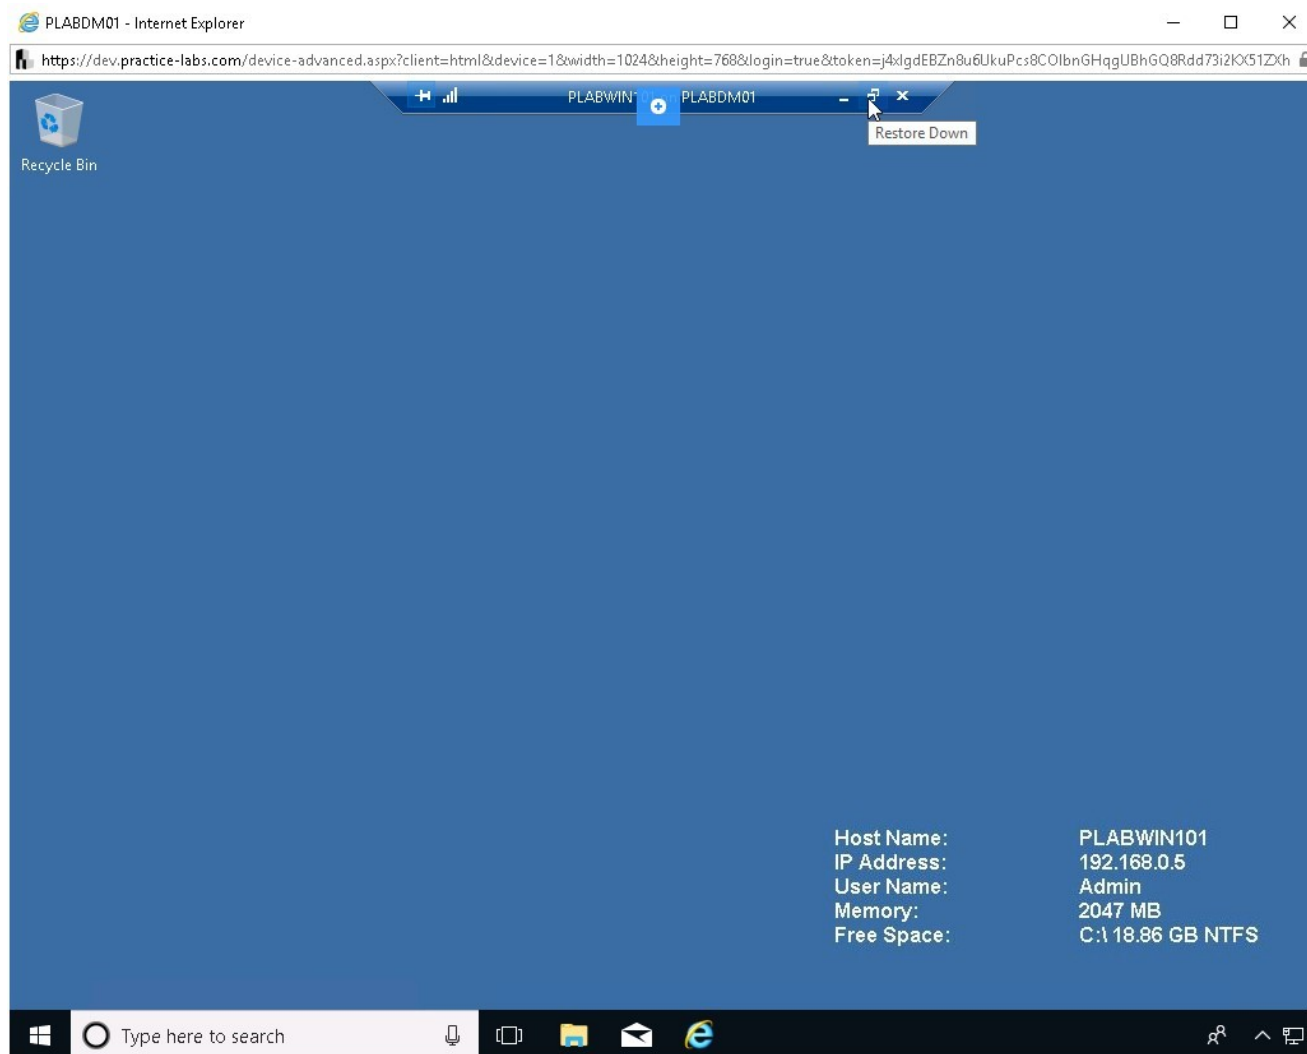 PLABDM01 - Internet Explorer
https://dev.practice-labs.com/device-advanced.aspx?client=html&device=1&width=1024&height=768&login=true&token=j4xlgdEBZn8u6UkuPcs8COlbnGHqgUBhGQ8Rdd73i2KX51ZXh
PLABWIN101 on PLABDM01
Restore Down
Recycle Bin
Host Name: PLABWIN101
IP Address: 192.168.0.5
User Name: Admin
Memory: 2047 MB
Free Space: C:\ 18.86 GB NTFS
Type here to search